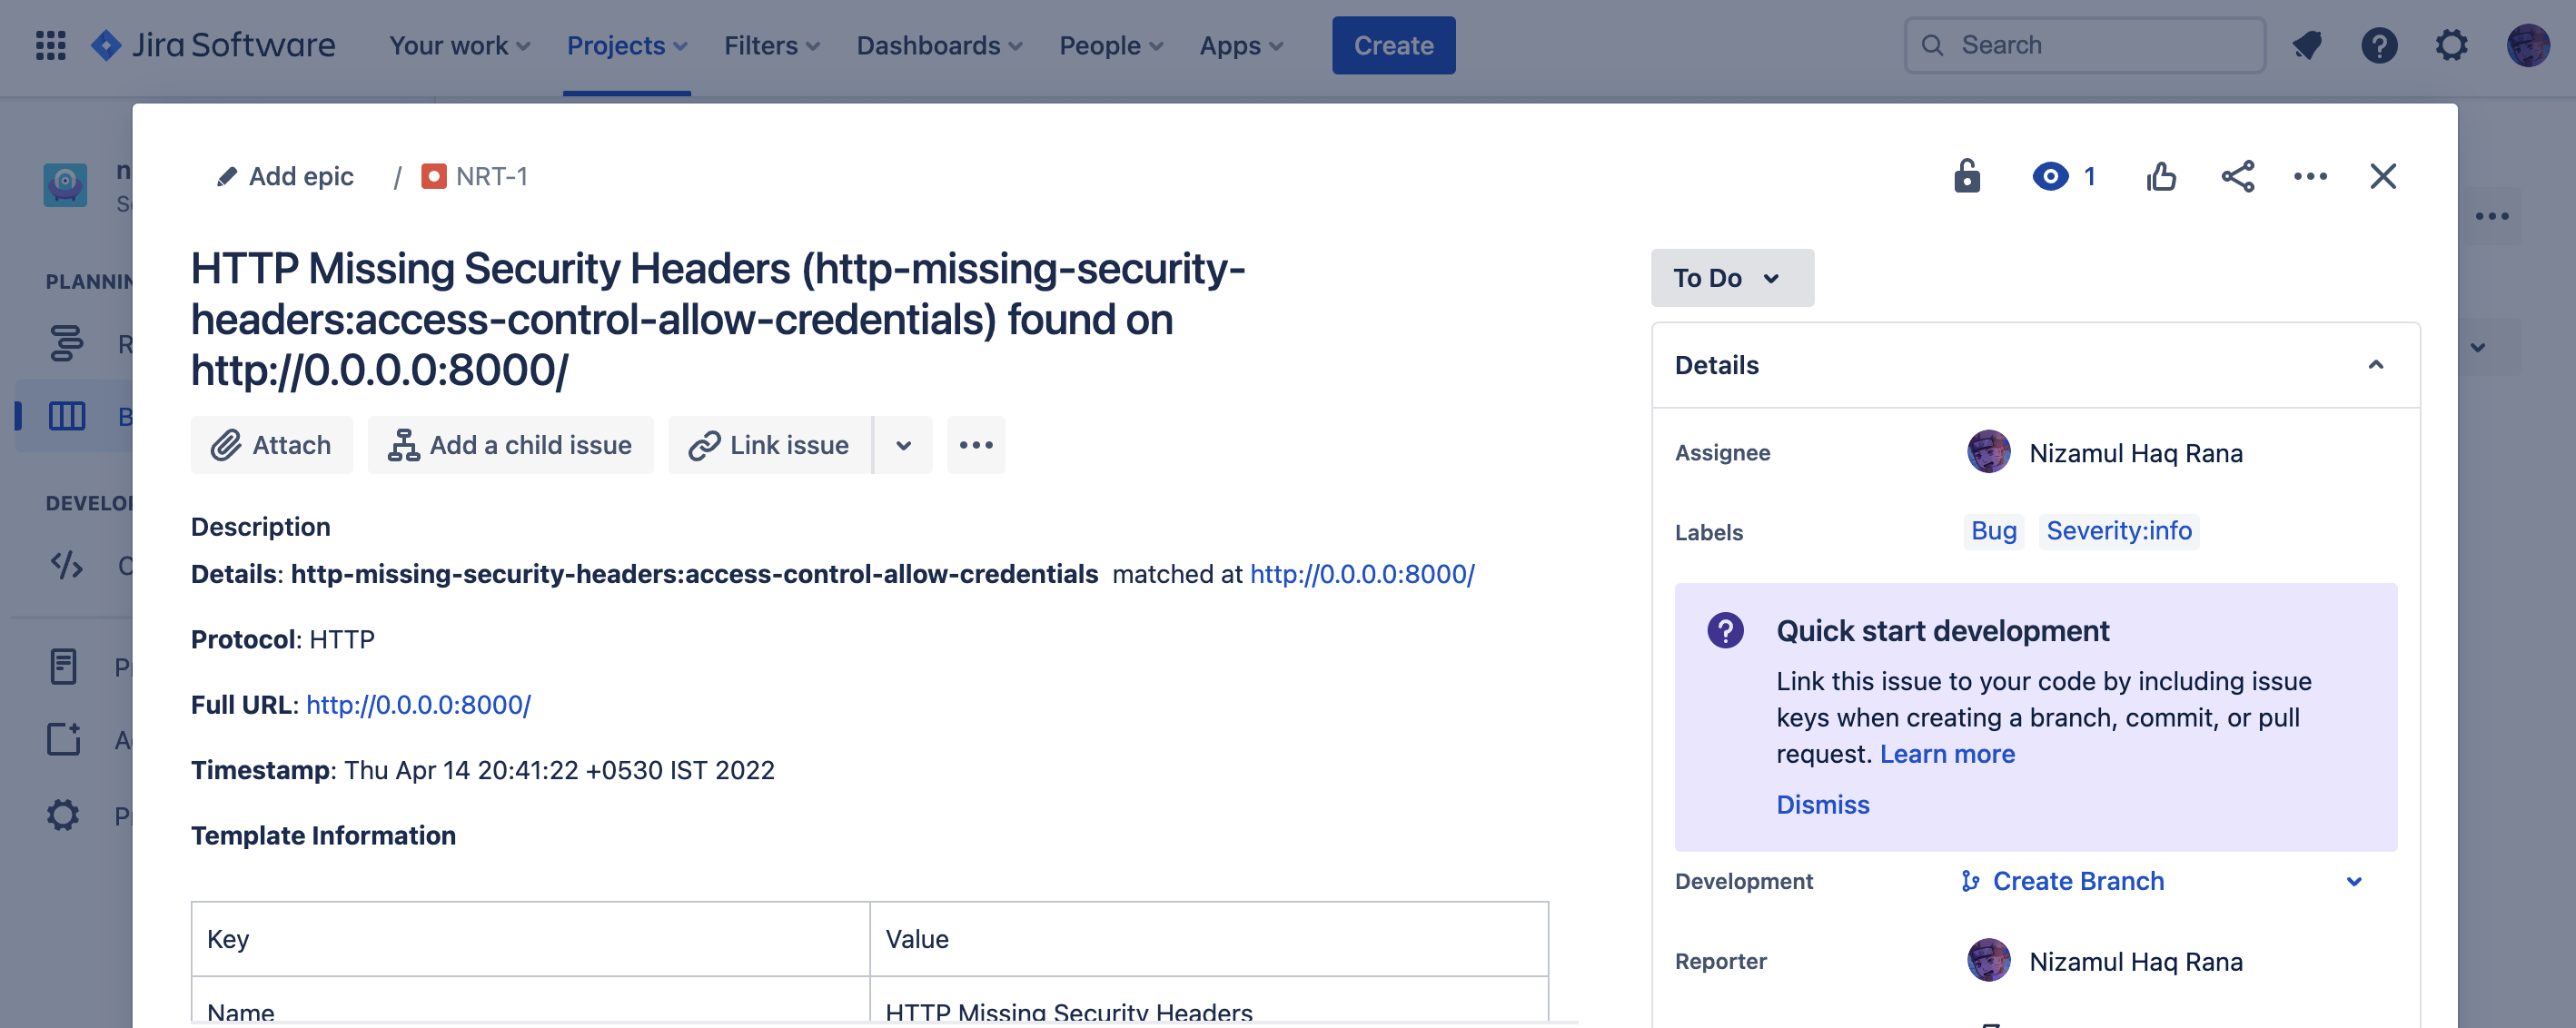 Jira Software Your work Projects Filters Dashboards People Apps Create Search
Add epic / NRT-1 1
HTTP Missing Security Headers (http-missing-security-
headers:access-control-allow-credentials) found on
http://0.0.0.0:8000/
Attach Add a child issue Link issue
Description
Details: http-missing-security-headers:access-control-allow-credentials matched at http://0.0.0.0:8000/
Protocol: HTTP
Full URL: http://0.0.0.0:8000/
Timestamp: Thu Apr 14 20:41:22 +0530 IST 2022
Template Information
Key Value
Name HTTP Missing Security Headers
To Do
Details
Assignee Nizamul Haq Rana
Labels Bug Severity:info
Quick start development
Link this issue to your code by including issue
keys when creating a branch, commit, or pull
request. Learn more
Dismiss
Development Create Branch
Reporter Nizamul Haq Rana